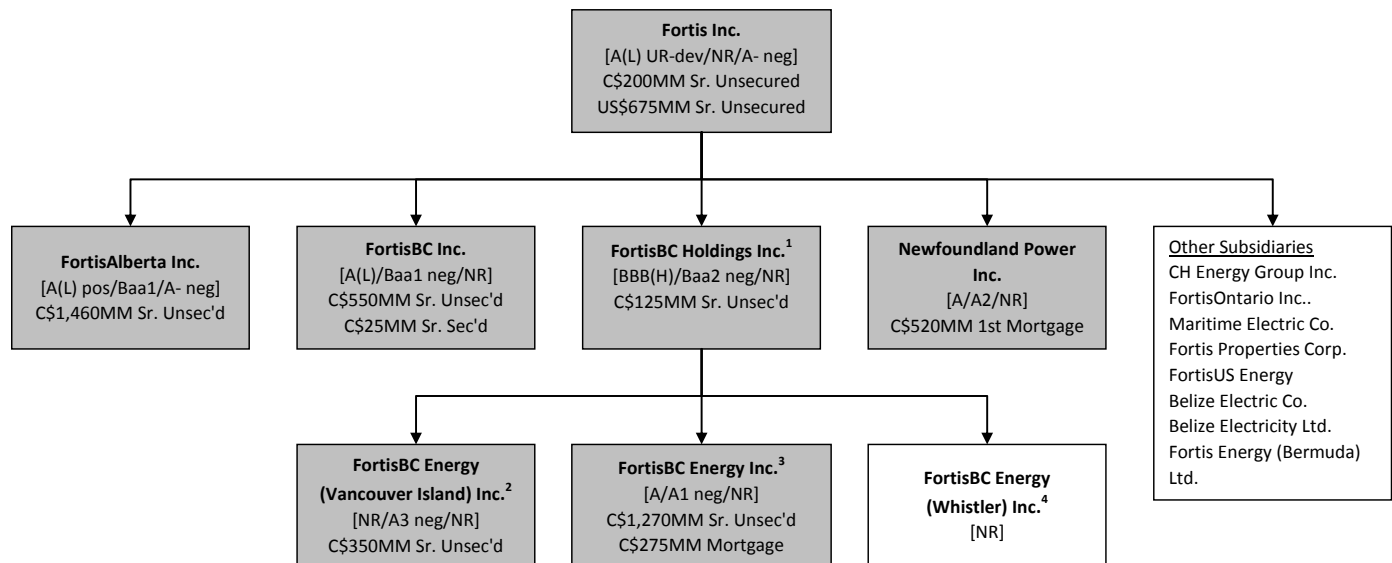 Fortis Inc.
[A(L) UR-dev/NR/A- neg]
C$200MM Sr. Unsecured
US$675MM Sr. Unsecured
FortisAlberta Inc.
[A(L) pos/Baa1/A- neg]
C$1,460MM Sr. Unsec'd
FortisBC Inc.
[A(L)/Baa1 neg/NR]
C$550MM Sr. Unsec'd
C$25MM Sr. Sec'd
FortisBC Holdings Inc.1
[BBB(H)/Baa2 neg/NR]
C$125MM Sr. Unsec'd
Newfoundland Power
Inc.
[A/A2/NR]
C$520MM 1st Mortgage
Other Subsidiaries
CH Energy Group Inc.
FortisOntario Inc..
Maritime Electric Co.
Fortis Properties Corp.
FortisUS Energy
Belize Electric Co.
Belize Electricity Ltd.
Fortis Energy (Bermuda)
Ltd.
FortisBC Energy
(Vancouver Island) Inc.2
[NR/A3 neg/NR]
C$350MM Sr. Unsec'd
FortisBC Energy Inc.3
[A/A1 neg/NR]
C$1,270MM Sr. Unsec'd
C$275MM Mortgage
FortisBC Energy
(Whistler) Inc.4
[NR]